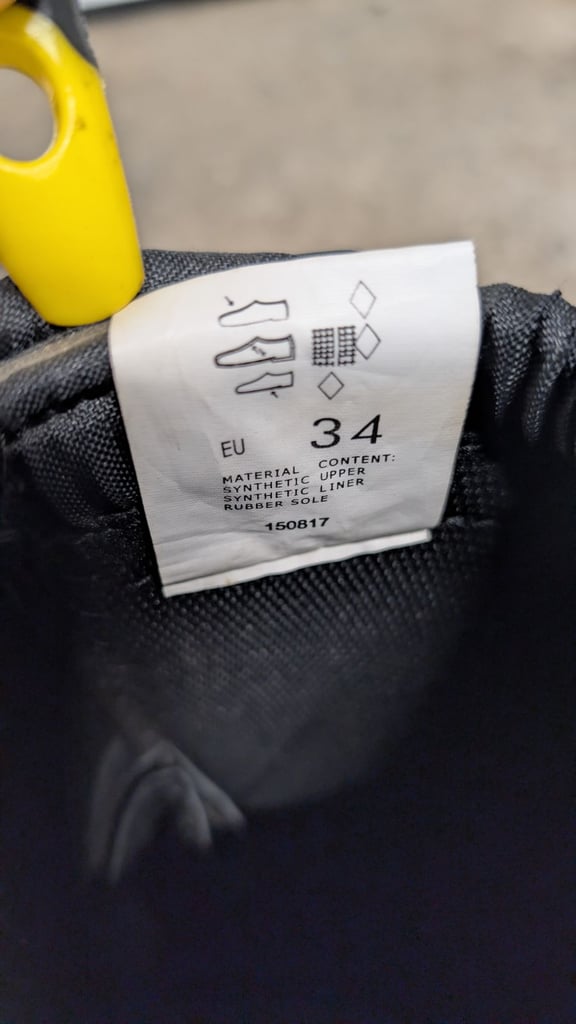 EU 34
MATERIAL CONTENT:
SYNTHETIC UPPER
SYNTHETIC LINER
RUBBER SOLE
150817